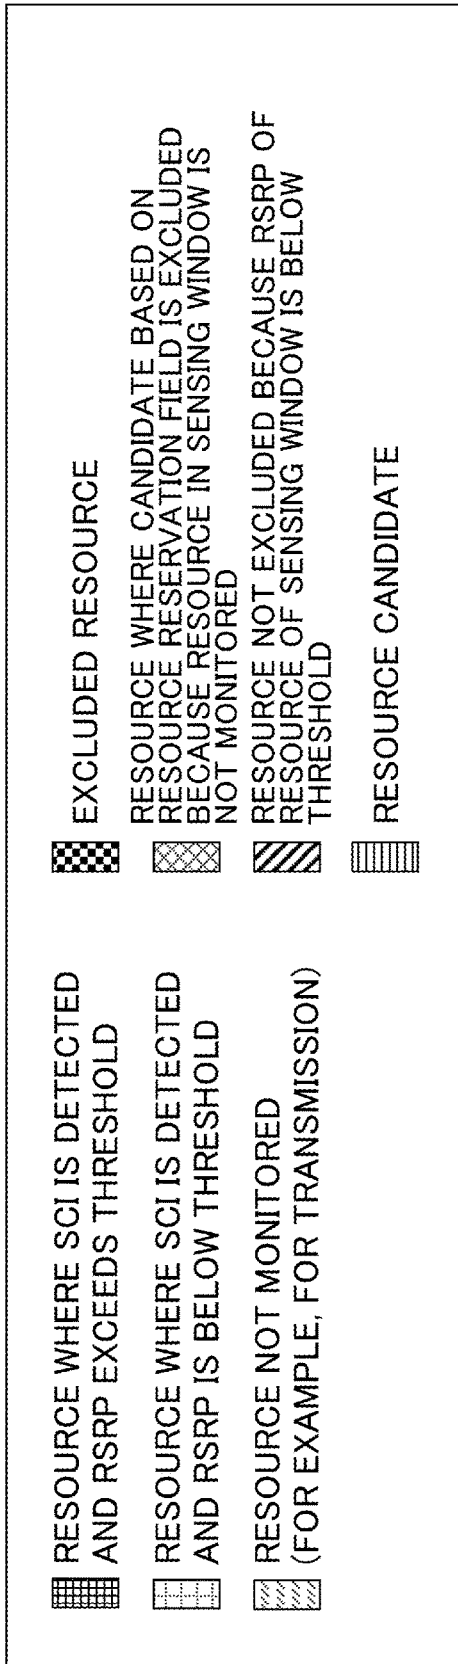 RESOURCE WHERE SCI IS DETECTED
AND RSRP EXCEEDS THRESHOLD
RESOURCE WHERE SCI IS DETECTED
AND RSRP IS BELOW THRESHOLD
RESOURCE NOT MONITORED
(FOR EXAMPLE, FOR TRANSMISSION)
EXCLUDED RESOURCE
RESOURCE WHERE CANDIDATE BASED ON
RESOURCE RESERVATION FIELD IS EXCLUDED
BECAUSE RESOURCE IN SENSING WINDOW IS
NOT MONITORED
RESOURCE NOT EXCLUDED BECAUSE RSRP OF
RESOURCE OF SENSING WINDOW IS BELOW
THRESHOLD
RESOURCE CANDIDATE